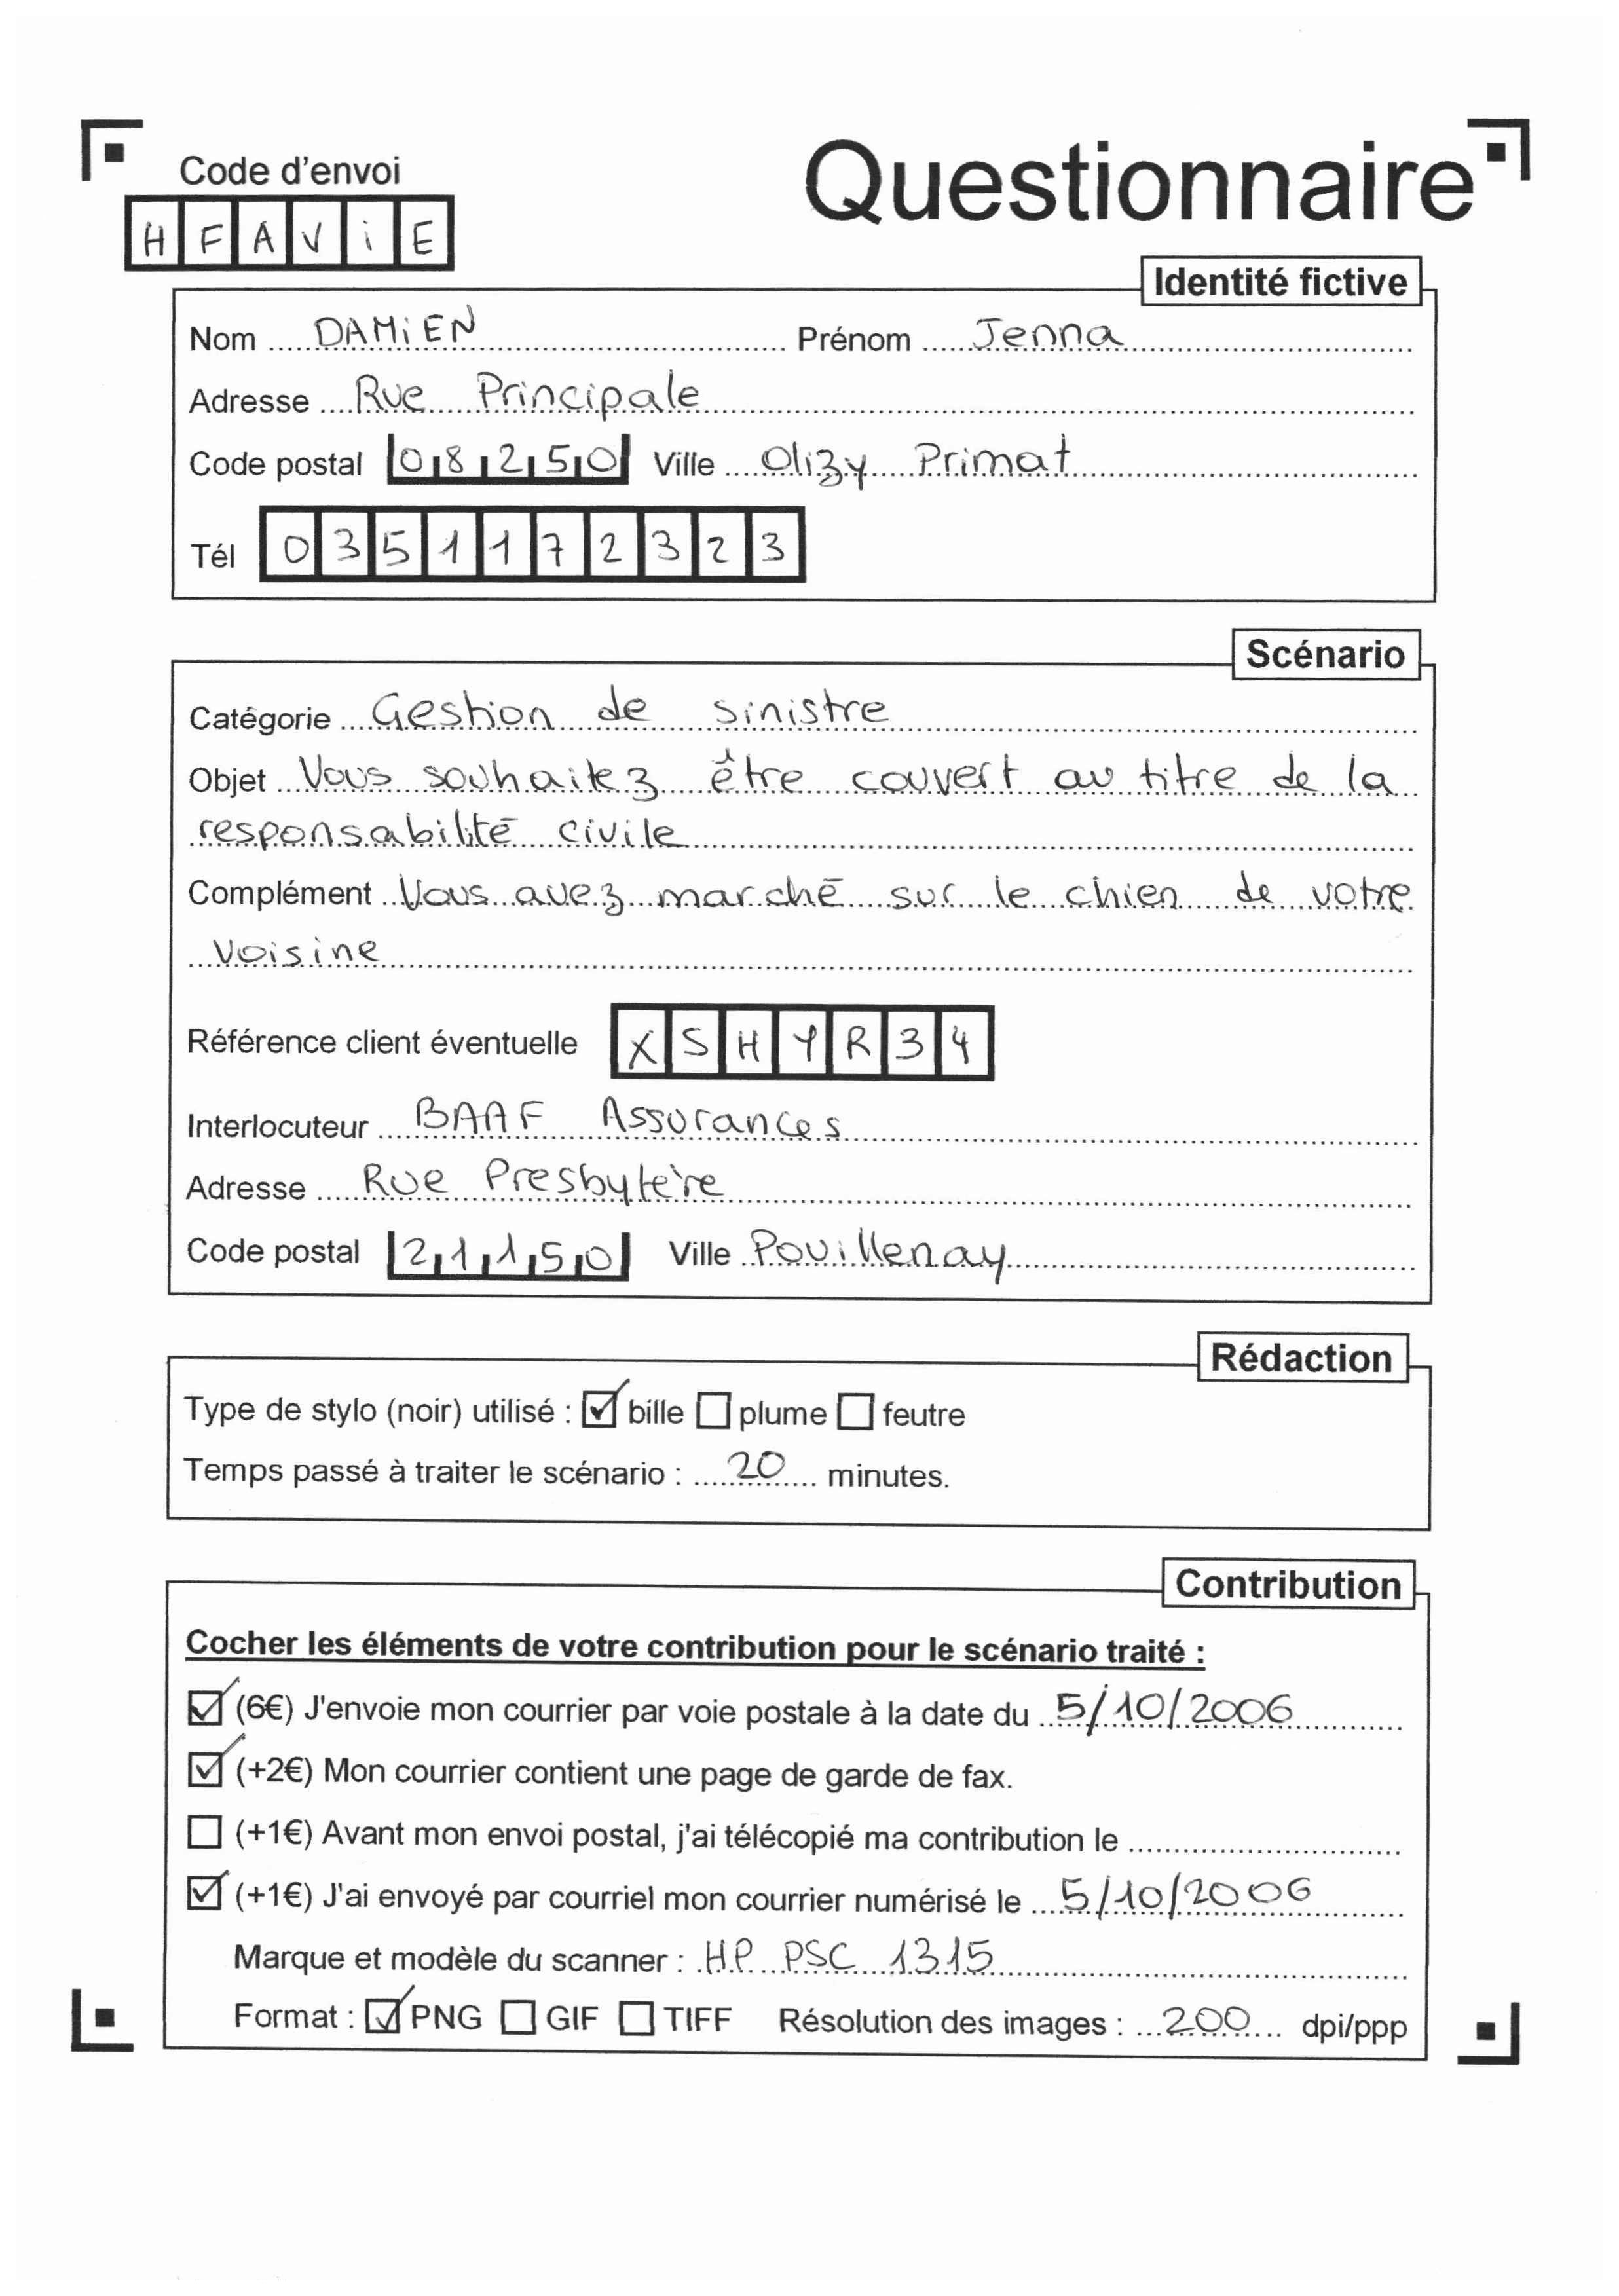 Code d'envoi
HFAViE
Questionnaire
Identité fictive
Nom DAMiEN Prénom Jenna
Adresse Rue Principale
Code postal 08250 Ville Olizy Primat
Tél 0351172323
Scénario
Catégorie Gestion de sinistre
Objet Vous souhaitez être couvert au titre de la
responsabilité civile
Complément Vous avez marché sur le chien de votre
voisine
Référence client éventuelle XSHYR34
Interlocuteur BAAF Assurances
Adresse Rue Presbytère
Code postal 21150 Ville Pouillenay
Rédaction
Type de stylo (noir) utilisé : ☑ bille ☐ plume ☐ feutre
Temps passé à traiter le scénario : 20 minutes.
Contribution
Cocher les éléments de votre contribution pour le scénario traité :
☑ (6€) J'envoie mon courrier par voie postale à la date du 5/10/2006
☑ (+2€) Mon courrier contient une page de garde de fax.
☐ (+1€) Avant mon envoi postal, j'ai télécopié ma contribution le
☑ (+1€) J'ai envoyé par courriel mon courrier numérisé le 5/10/2006
Marque et modèle du scanner : HP PSC 1315
Format : ☑ PNG ☐ GIF ☐ TIFF Résolution des images : 200 dpi/ppp